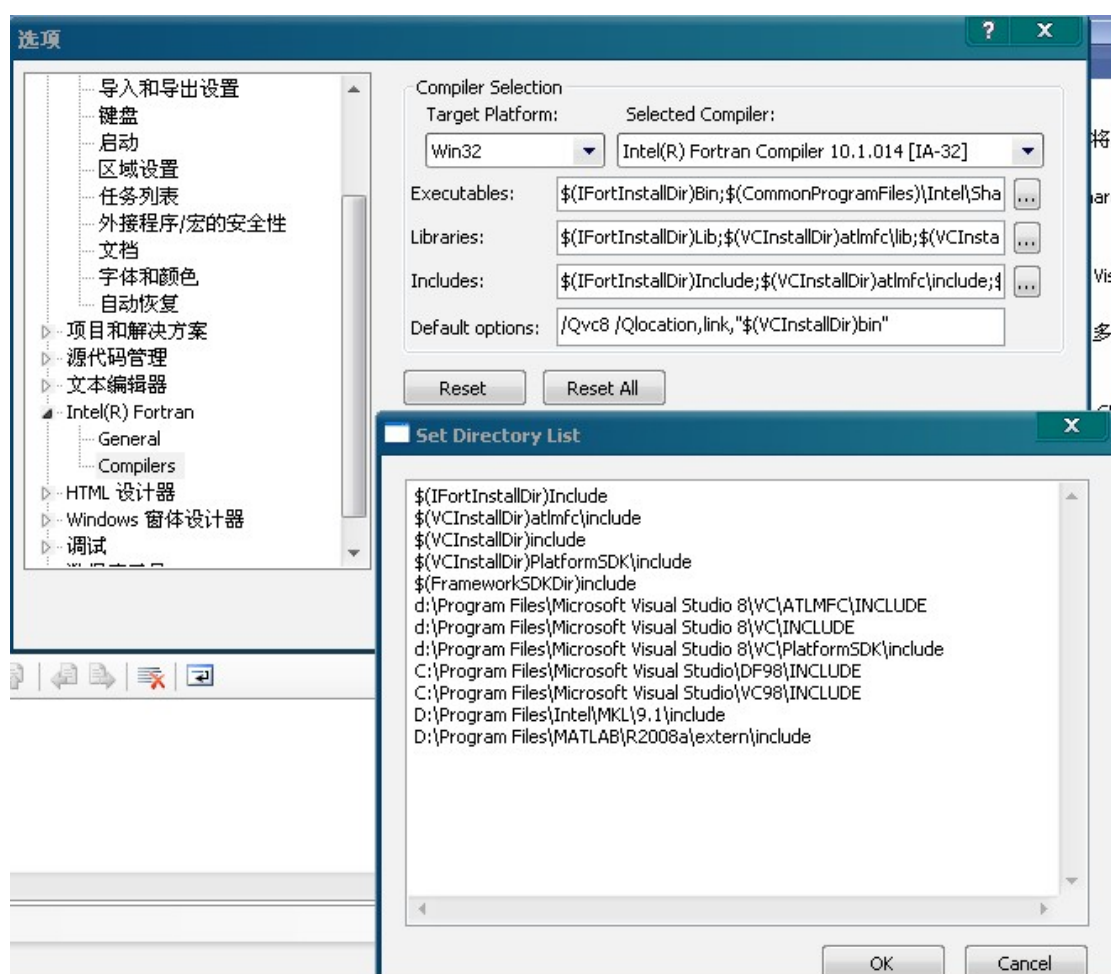 选项
? X
导入和导出设置
键盘
启动
区域设置
任务列表
外接程序/宏的安全性
文档
字体和颜色
自动恢复
项目和解决方案
源代码管理
文本编辑器
Intel(R) Fortran
General
Compilers
HTML 设计器
Windows 窗体设计器
调试
Compiler Selection
Target Platform: Selected Compiler:
Win32 Intel(R) Fortran Compiler 10.1.014 [IA-32]
Executables: $(IFortInstallDir)Bin;$(CommonProgramFiles)\Intel\Sha ...
Libraries: $(IFortInstallDir)Lib;$(VCInstallDir)atlmfc\lib;$(VCInsta ...
Includes: $(IFortInstallDir)Include;$(VCInstallDir)atlmfc\include;$ ...
Default options: /Qvc8 /Qlocation,link,"$(VCInstallDir)bin"
Reset Reset All
将
Vis
多
Set Directory List X
$(IFortInstallDir)Include
$(VCInstallDir)atlmfc\include
$(VCInstallDir)include
$(VCInstallDir)PlatformSDK\include
$(FrameworkSDKDir)include
d:\Program Files\Microsoft Visual Studio 8\VC\ATLMFC\INCLUDE
d:\Program Files\Microsoft Visual Studio 8\VC\INCLUDE
d:\Program Files\Microsoft Visual Studio 8\VC\PlatformSDK\include
C:\Program Files\Microsoft Visual Studio\DF98\INCLUDE
C:\Program Files\Microsoft Visual Studio\VC98\INCLUDE
D:\Program Files\Intel\MKL\9.1\include
D:\Program Files\MATLAB\R2008a\extern\include
OK Cancel